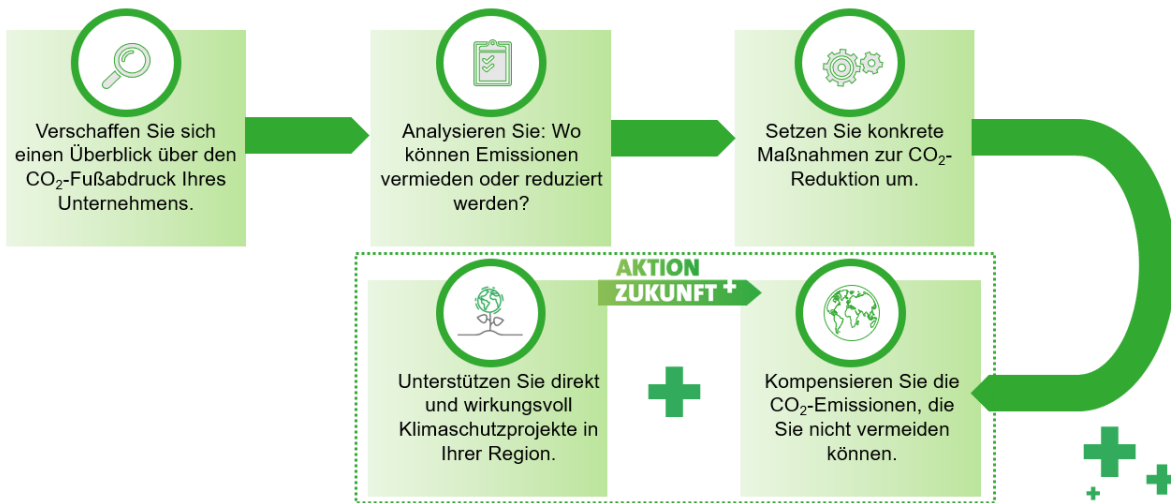 Verschaffen Sie sich
einen Überblick über den
CO₂-Fußabdruck Ihres
Unternehmens.
Analysieren Sie: Wo
können Emissionen
vermieden oder reduziert
werden?
Setzen Sie konkrete
Maßnahmen zur CO₂-
Reduktion um.
AKTION
ZUKUNFT+
Unterstützen Sie direkt
und wirkungsvoll
Klimaschutzprojekte in
Ihrer Region.
Kompensieren Sie die
CO₂-Emissionen, die
Sie nicht vermeiden
können.